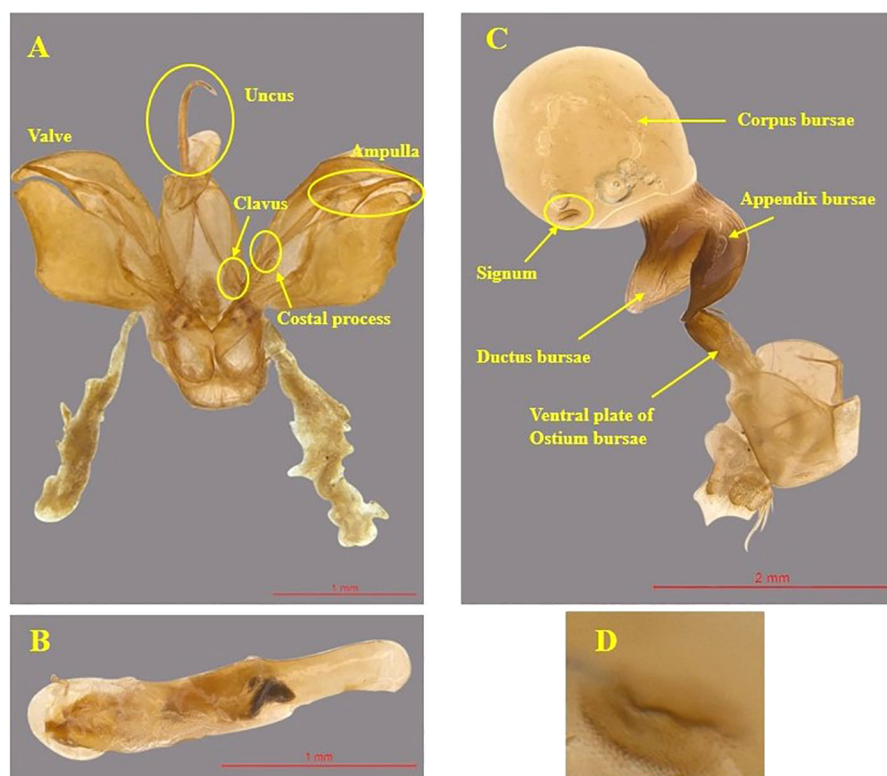 A
Uncus
Valve
Ampulla
Clavus
Costal process
1 mm
B
1 mm
C
Corpus bursae
Appendix bursae
Signum
Ductus bursae
Ventral plate of
Ostium bursae
2 mm
D